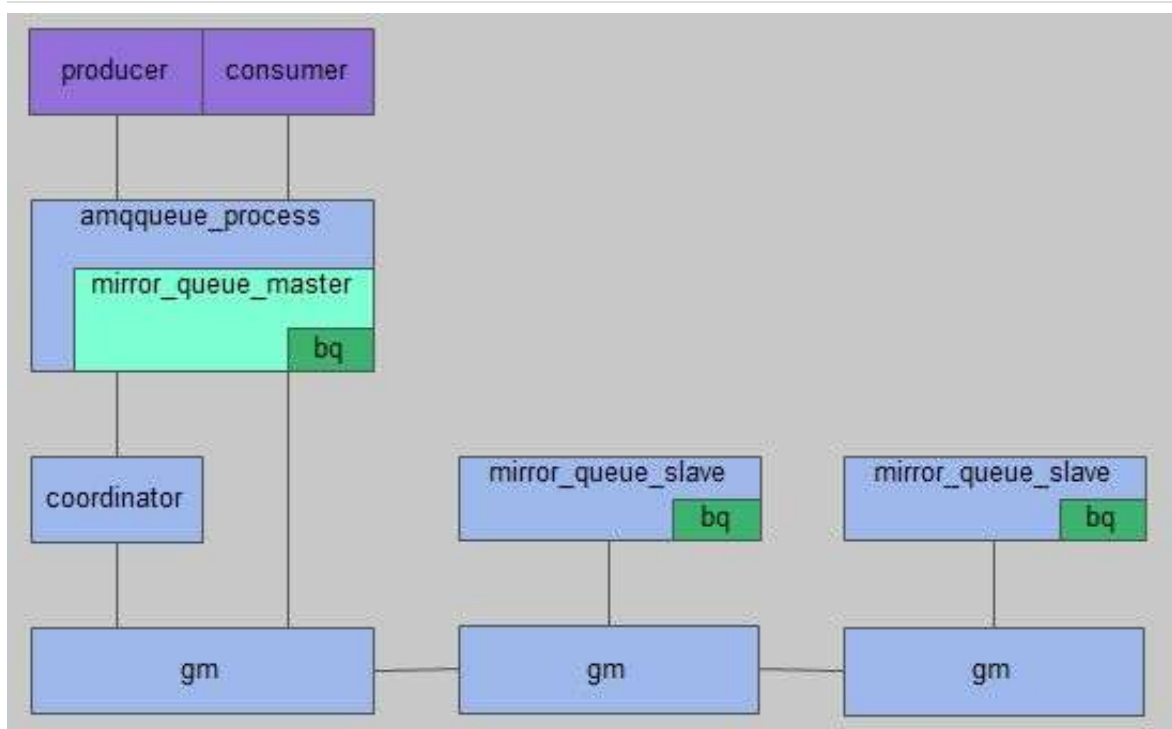 producer consumer
amqqueue_process
mirror_queue_master
bq
coordinator
mirror_queue_slave
bq
mirror_queue_slave
bq
gm
gm
gm